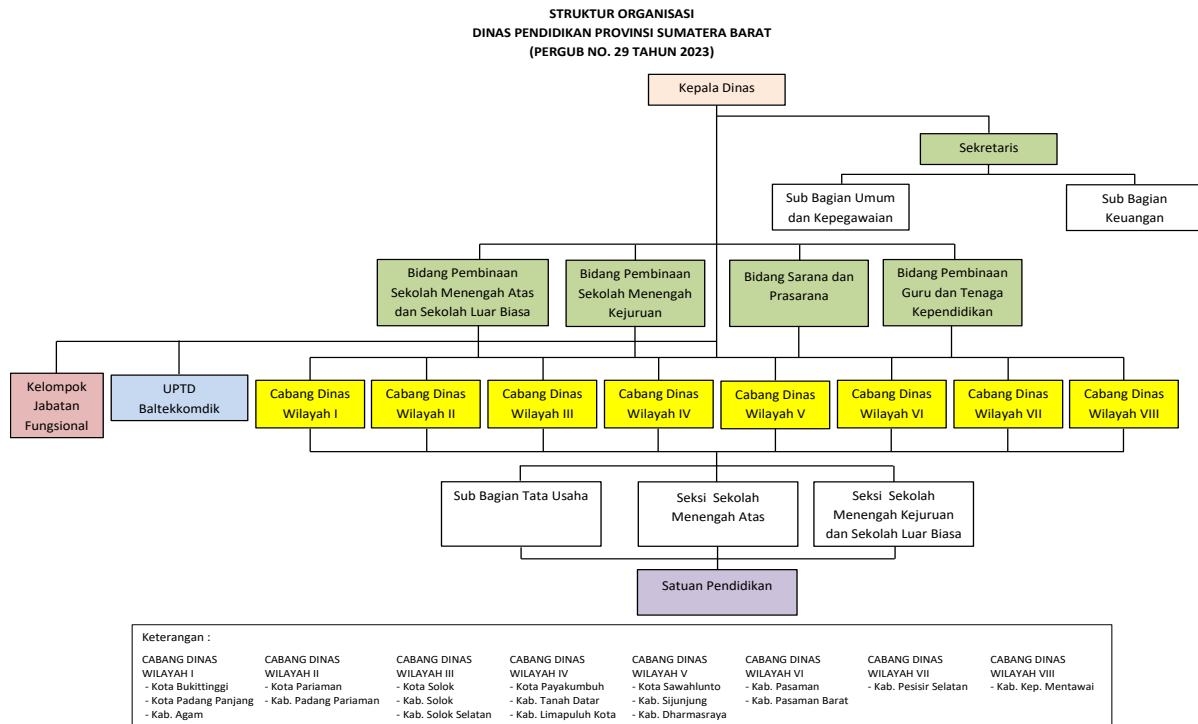 STRUKTUR ORGANISASI
DINAS PENDIDIKAN PROVINSI SUMATERA BARAT
(PERGUB NO. 29 TAHUN 2023)
Kepala Dinas
Sekretaris
Sub Bagian Umum
dan Kepegawaian
Sub Bagian
Keuangan
Bidang Pembinaan
Sekolah Menengah Atas
dan Sekolah Luar Biasa
Bidang Pembinaan
Sekolah Menengah
Kejuruan
Bidang Sarana dan
Prasarana
Bidang Pembinaan
Guru dan Tenaga
Kependidikan
Kelompok
Jabatan
Fungsional
UPTD
Baltekkomdik
Cabang Dinas
Wilayah I
Cabang Dinas
Wilayah II
Cabang Dinas
Wilayah III
Cabang Dinas
Wilayah IV
Cabang Dinas
Wilayah V
Cabang Dinas
Wilayah VI
Cabang Dinas
Wilayah VII
Cabang Dinas
Wilayah VIII
Sub Bagian Tata Usaha
Seksi Sekolah
Menengah Atas
Seksi Sekolah
Menengah Kejuruan
dan Sekolah Luar Biasa
Satuan Pendidikan
Keterangan :
CABANG DINAS
WILAYAH I
- Kota Bukittinggi
- Kota Padang Panjang
- Kab. Agam
CABANG DINAS
WILAYAH II
- Kota Pariaman
- Kab. Padang Pariaman
CABANG DINAS
WILAYAH III
- Kota Solok
- Kab. Solok
- Kab. Solok Selatan
CABANG DINAS
WILAYAH IV
- Kota Payakumbuh
- Kab. Tanah Datar
- Kab. Limapuluh Kota
CABANG DINAS
WILAYAH V
- Kota Sawahlunto
- Kab. Sijunjung
- Kab. Dharmasraya
CABANG DINAS
WILAYAH VI
- Kab. Pasaman
- Kab. Pasaman Barat
CABANG DINAS
WILAYAH VII
- Kab. Pesisir Selatan
CABANG DINAS
WILAYAH VIII
- Kab. Kep. Mentawai